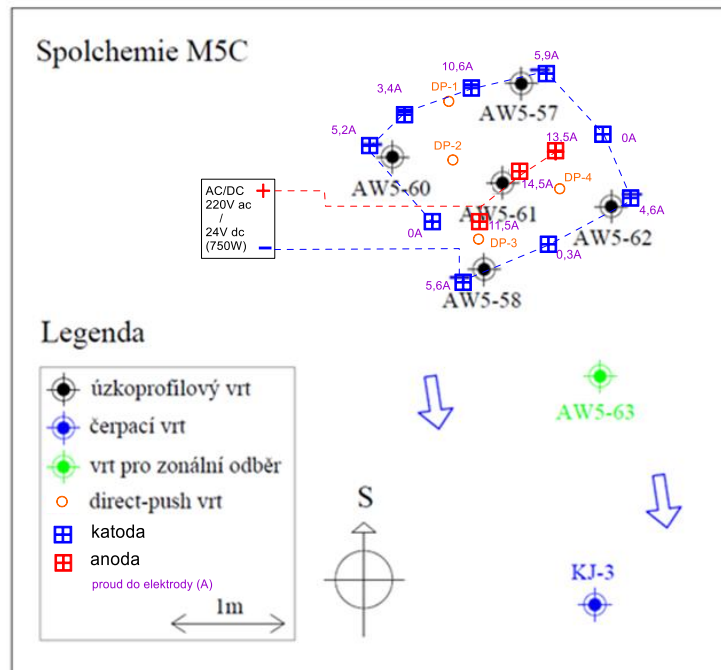 Spolchemie M5C
5,9A
10,6A
DP-1
3,4A
AW5-57
5,2A
13,5A
0A
DP-2
AW5-60
14,5A
DP-4
AC/DC
220V ac
/
24V dc
(750W)
+
−
AW5-61
4,6A
0A
11,5A
DP-3
AW5-62
0,3A
5,6A
AW5-58
Legenda
úzkoprofilový vrt
čerpací vrt
vrt pro zonální odběr
direct-push vrt
katoda
anoda
proud do elektrody (A)
1m
S
AW5-63
KJ-3